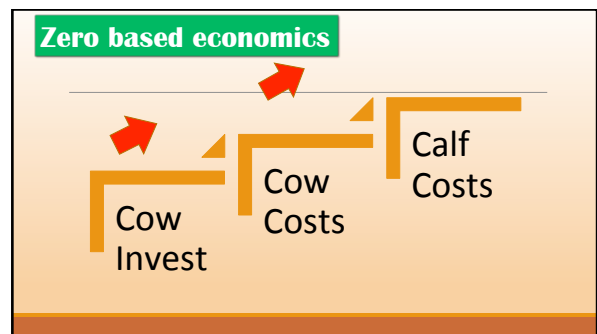 Zero based economics
Cow
Invest
Cow
Costs
Calf
Costs